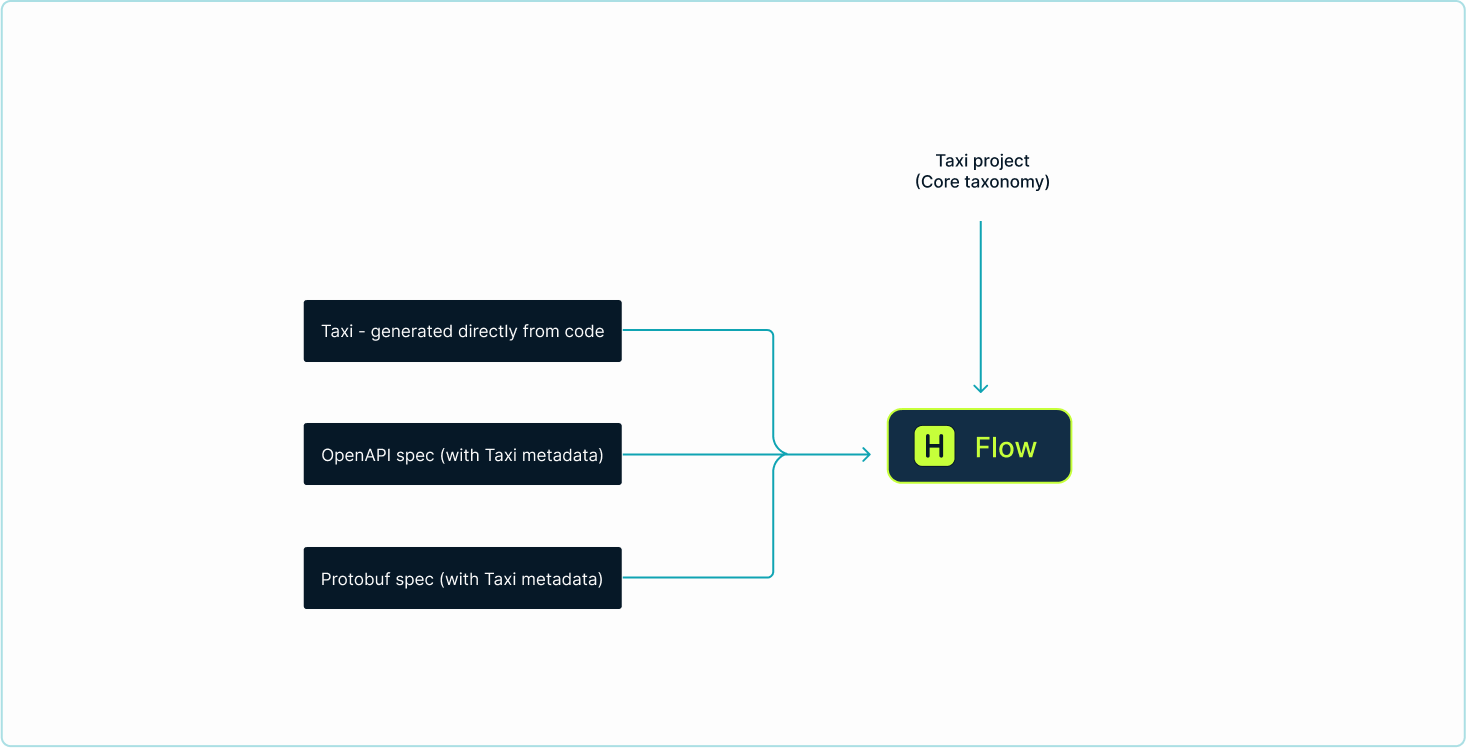 Taxi project
(Core taxonomy)
Taxi - generated directly from code
OpenAPI spec (with Taxi metadata)
H Flow
Protobuf spec (with Taxi metadata)